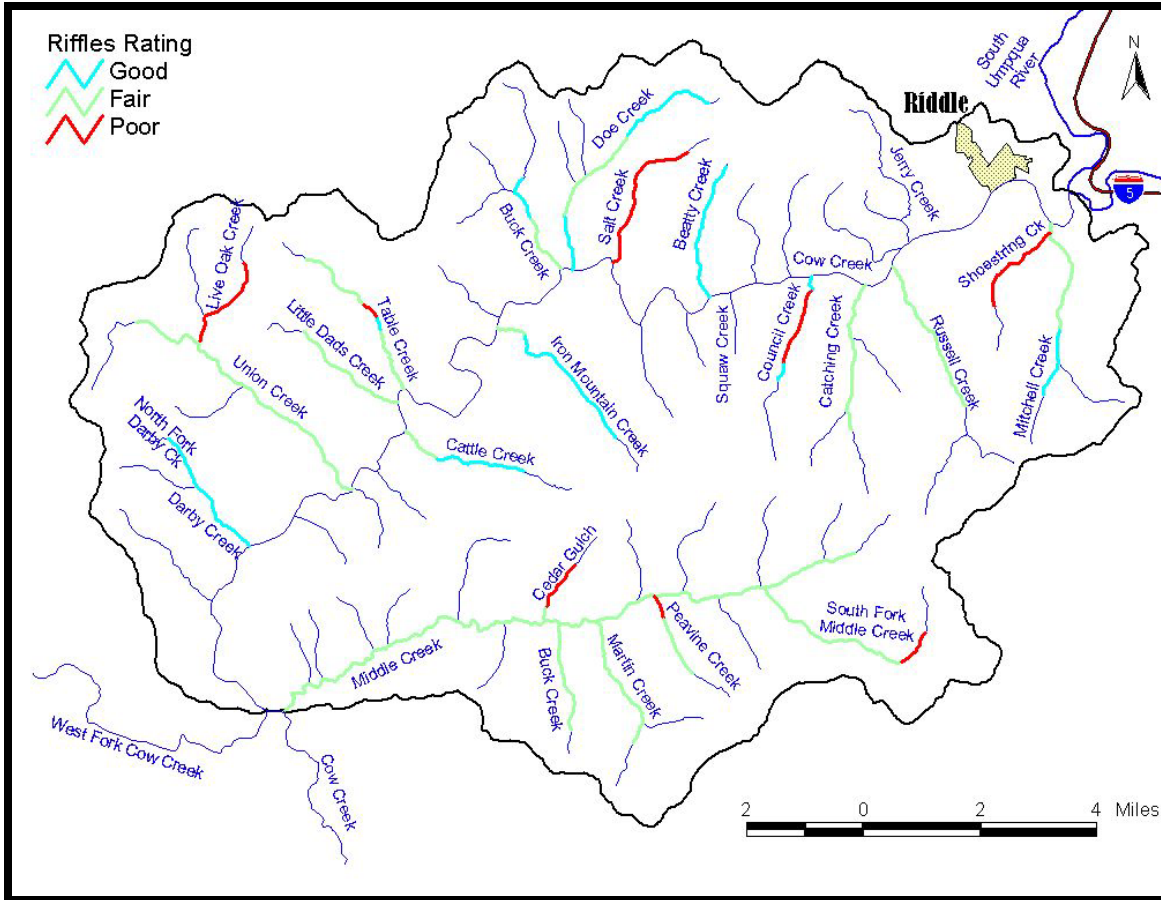 Riffles Rating
Good
Fair
Poor
South
Umpqua
River
N
5
Riddle
Doe Creek
Jerry Creek
Salt Creek
Beatty Creek
Buck Creek
Live Oak Creek
Shoestring Ck
Cow Creek
Table Creek
Little Dads Creek
Iron Mountain Creek
Squaw Creek
Council Creek
Catching Creek
Russell Creek
Mitchell Creek
Union Creek
North Fork
Darby Ck
Cattle Creek
Darby Creek
Cedar Gulch
South Fork
Middle Creek
Peavine Creek
Martin Creek
Buck Creek
Middle Creek
West Fork Cow Creek
Cow Creek
2 0 2 4 Miles